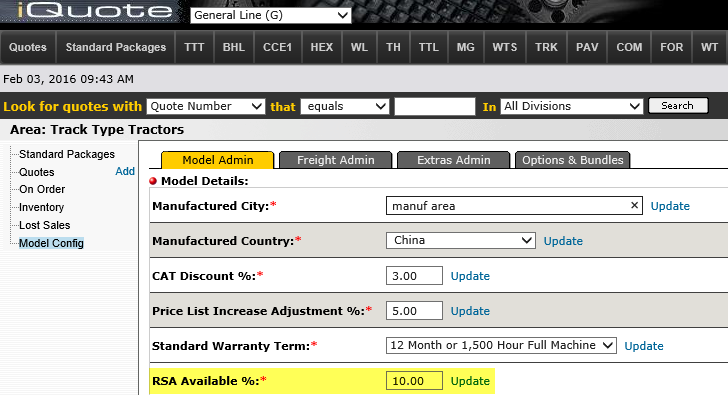 iQuote General Line (G)
Quotes Standard Packages TTT BHL CCE1 HEX WL TH TTL MG WTS TRK PAV COM FOR WT
Feb 03, 2016 09:43 AM
Look for quotes with Quote Number that equals In All Divisions Search
Area: Track Type Tractors
Standard Packages
Quotes Add
On Order
Inventory
Lost Sales
Model Config
Model Admin Freight Admin Extras Admin Options & Bundles
Model Details:
Manufactured City:* manuf area × Update
Manufactured Country:* China Update
CAT Discount %:* 3.00 Update
Price List Increase Adjustment %:* 5.00 Update
Standard Warranty Term:* 12 Month or 1,500 Hour Full Machine Update
RSA Available %:* 10.00 Update